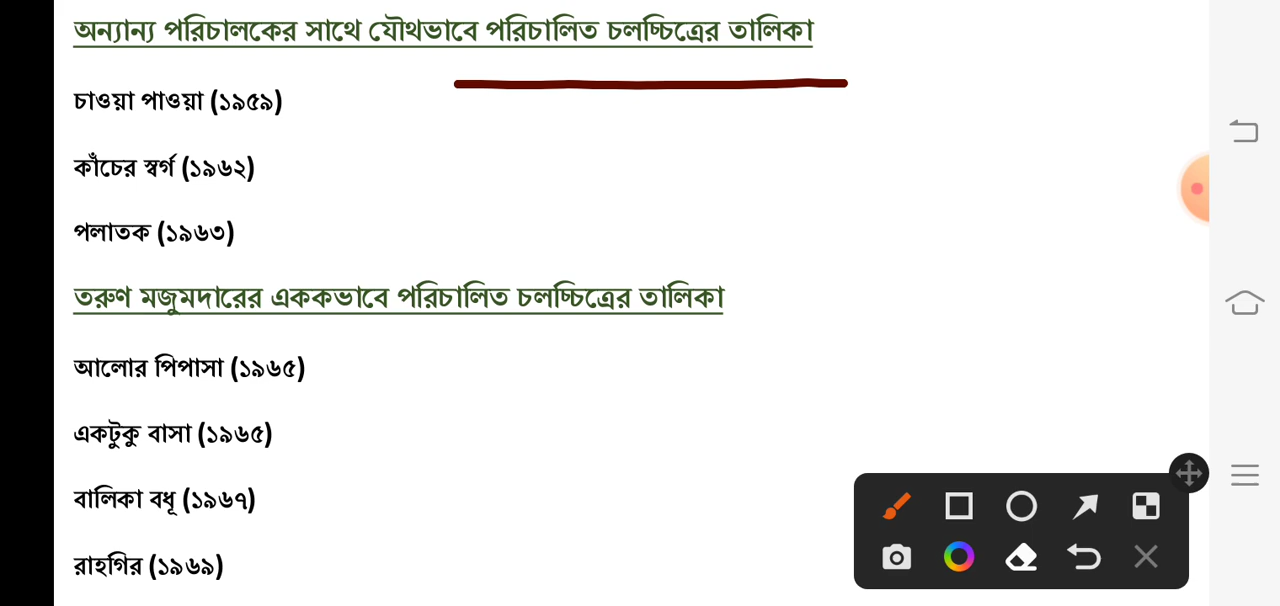 অন্যান্য পরিচালকের সাথে যৌথভাবে পরিচালিত চলচ্চিত্রের তালিকা
চাওয়া পাওয়া (১৯৫৯)
কাঁচের স্বর্গ (১৯৬২)
পলাতক (১৯৬৩)
তরুণ মজুমদারের এককভাবে পরিচালিত চলচ্চিত্রের তালিকা
আলোর পিপাসা (১৯৬৫)
একটুকু বাসা (১৯৬৫)
বালিকা বধূ (১৯৬৭)
রাহগির (১৯৬৯)